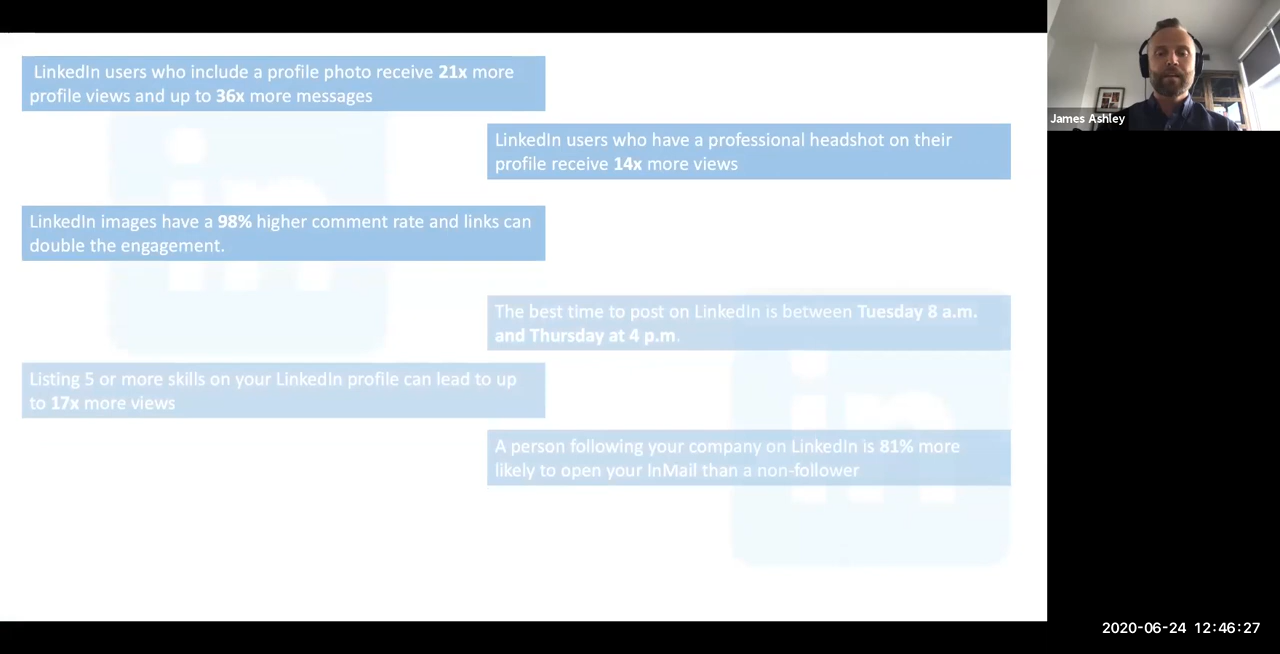 LinkedIn users who include a profile photo receive 21x more
profile views and up to 36x more messages
LinkedIn users who have a professional headshot on their
profile receive 14x more views
LinkedIn images have a 98% higher comment rate and links can
double the engagement.
The best time to post on LinkedIn is between Tuesday 8 a.m.
and Thursday at 4 p.m.
Listing 5 or more skills on your LinkedIn profile can lead to up
to 17x more views
A person following your company on LinkedIn is 81% more
likely to open your InMail than a non-follower
in
in
James Ashley
2020-06-24 12:46:27